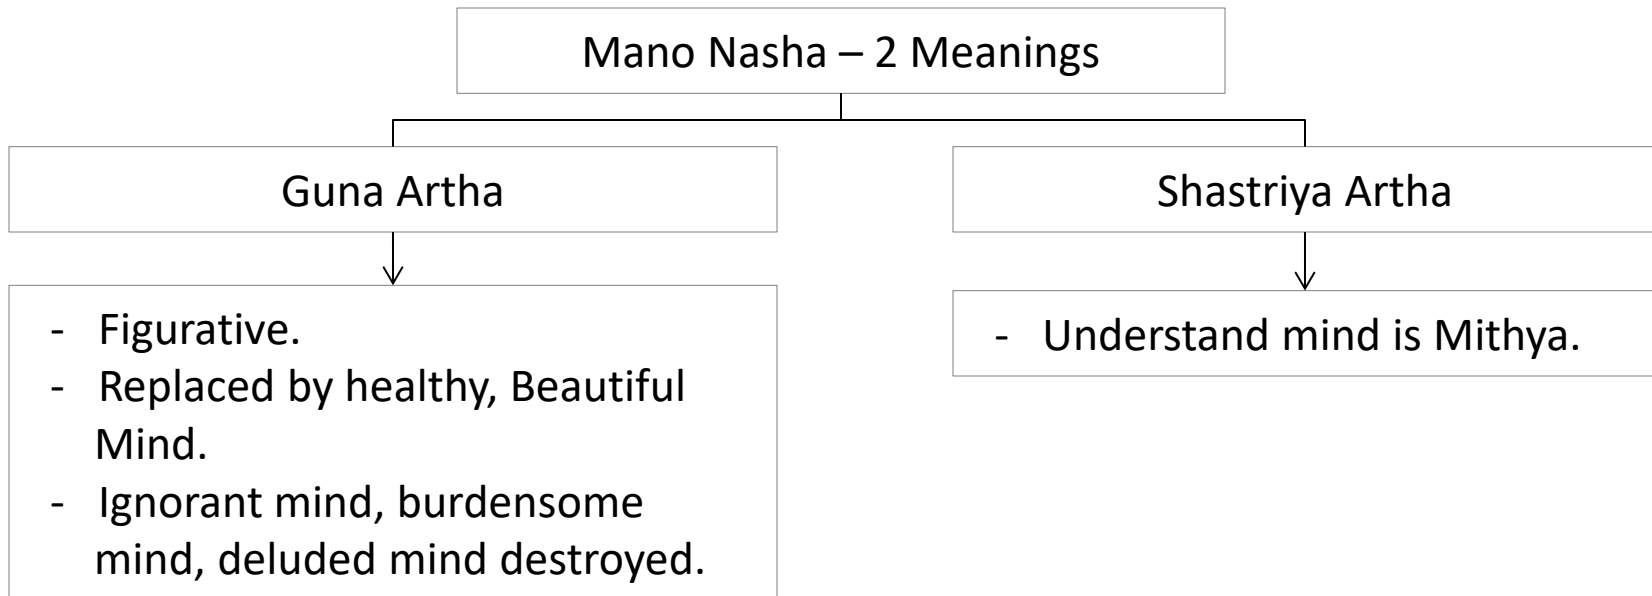 Mano Nasha – 2 Meanings
Guna Artha
Shastriya Artha
- Figurative.
- Replaced by healthy, Beautiful
Mind.
- Ignorant mind, burdensome
mind, deluded mind destroyed.
- Understand mind is Mithya.